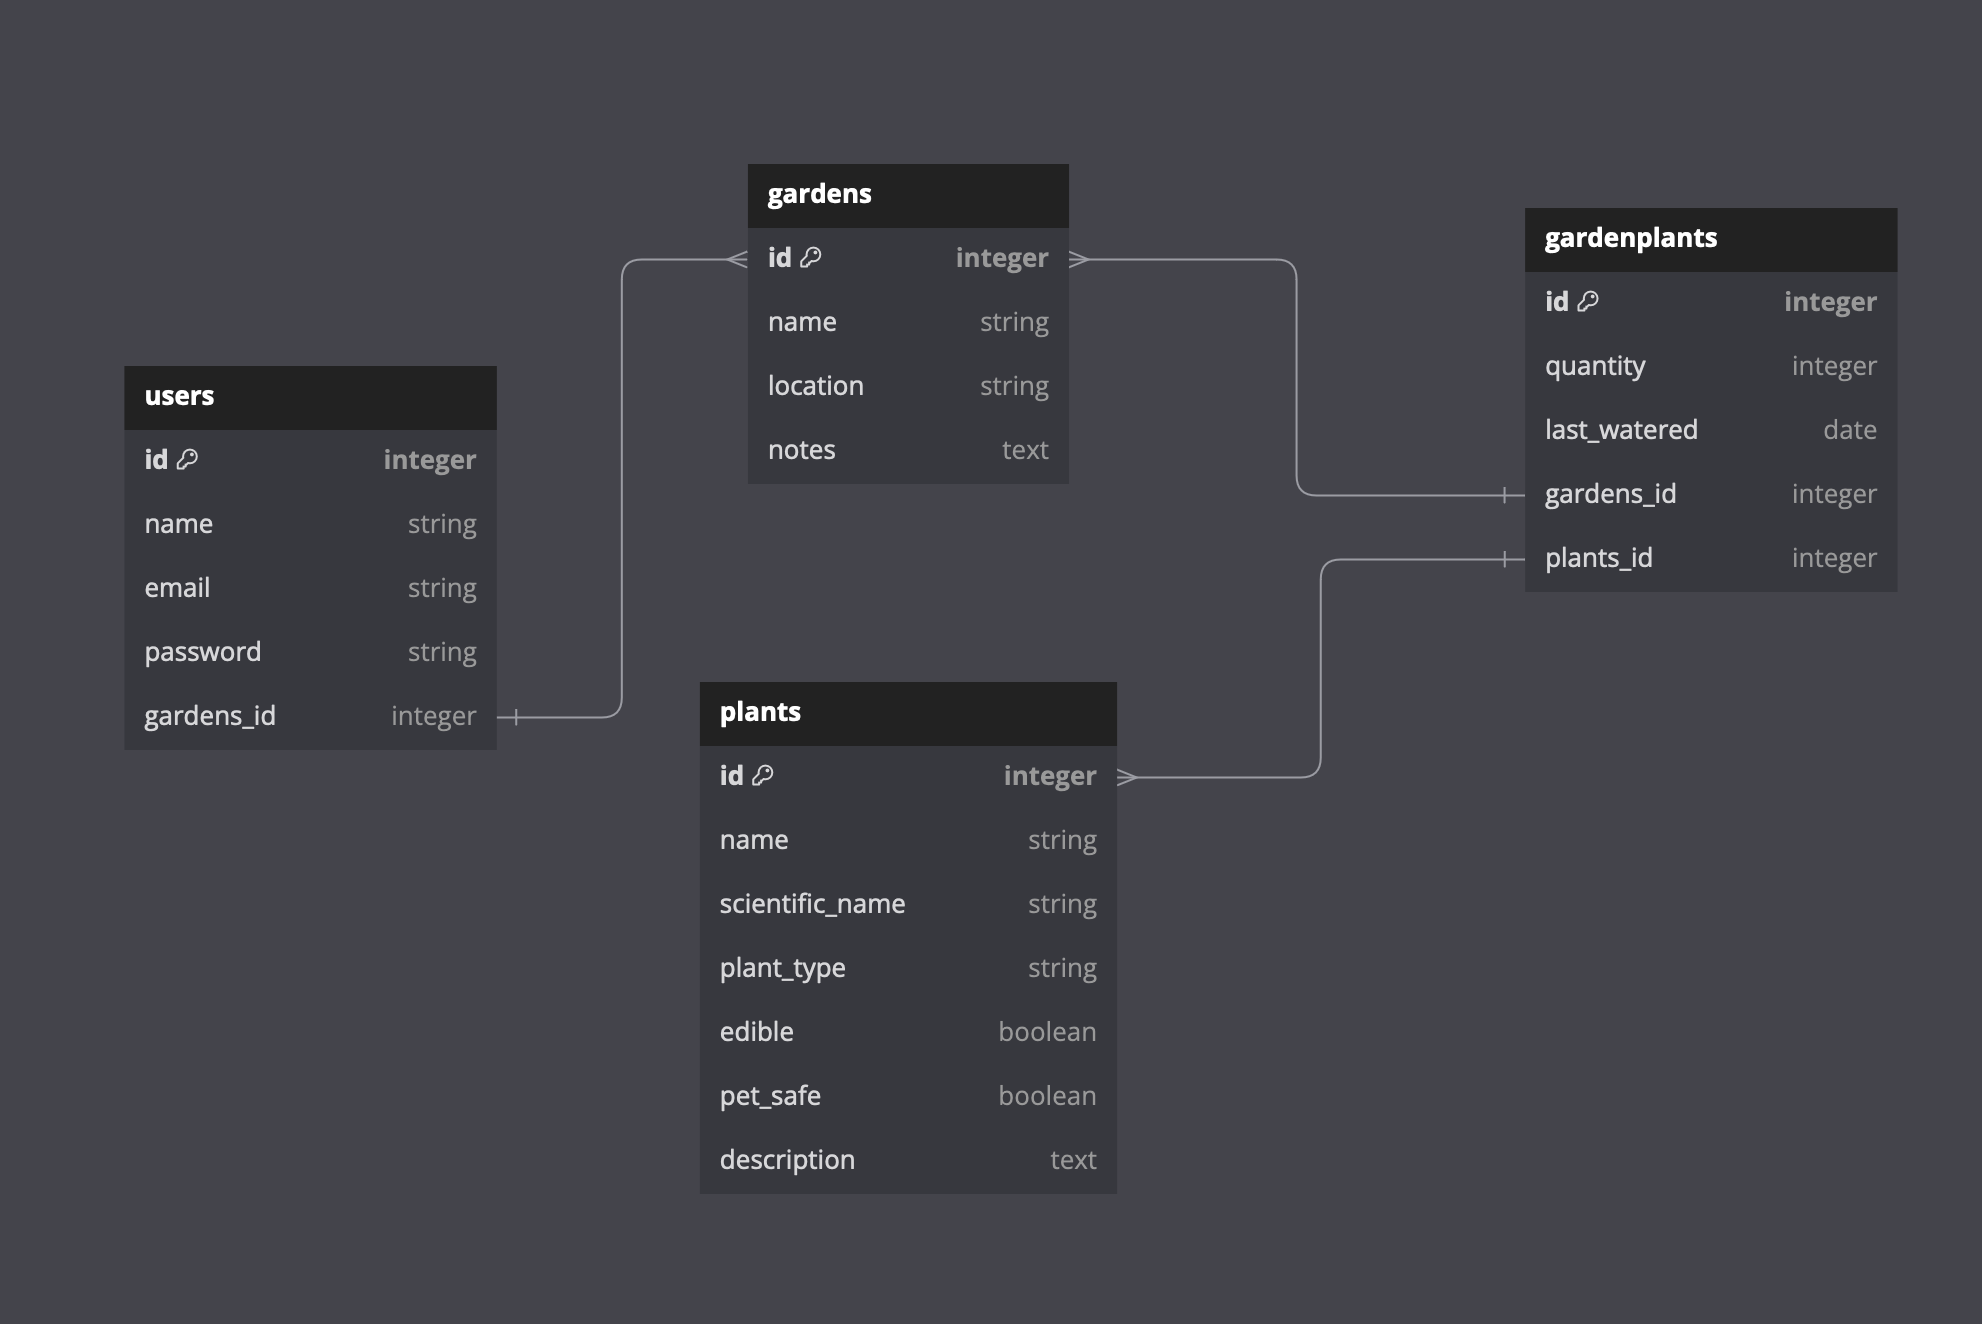 gardens
id integer
name string
location string
notes text
gardenplants
id integer
quantity integer
last_watered date
gardens_id integer
plants_id integer
users
id integer
name string
email string
password string
gardens_id integer
plants
id integer
name string
scientific_name string
plant_type string
edible boolean
pet_safe boolean
description text